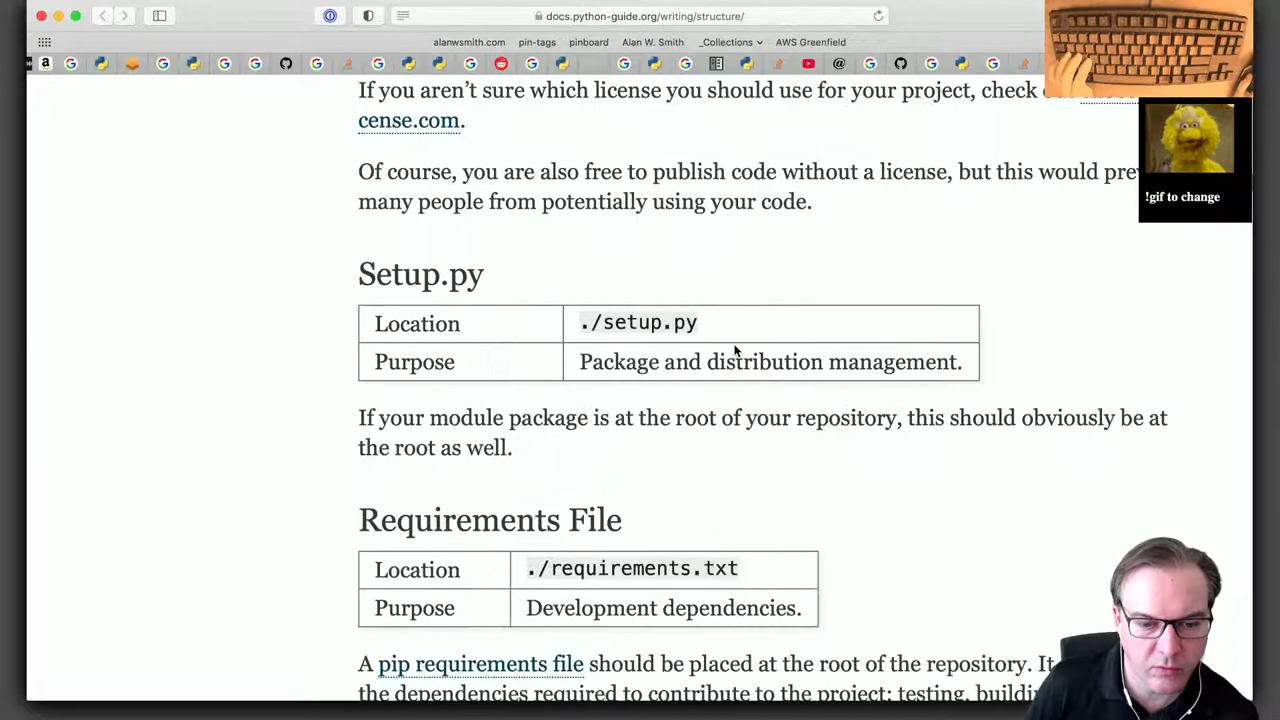 docs.python-guide.org/writing/structure/
alanwsmith.com pin-tags pinboard Alan W. Smith _Collections AWS Greenfield
If you aren't sure which license you should use for your project, check
cense.com.
Of course, you are also free to publish code without a license, but this would prev
many people from potentially using your code.
!gif to change
Setup.py
Location ./setup.py
Purpose Package and distribution management.
If your module package is at the root of your repository, this should obviously be at
the root as well.
Requirements File
Location ./requirements.txt
Purpose Development dependencies.
A pip requirements file should be placed at the root of the repository. It
the dependencies required to contribute to the project: testing, building